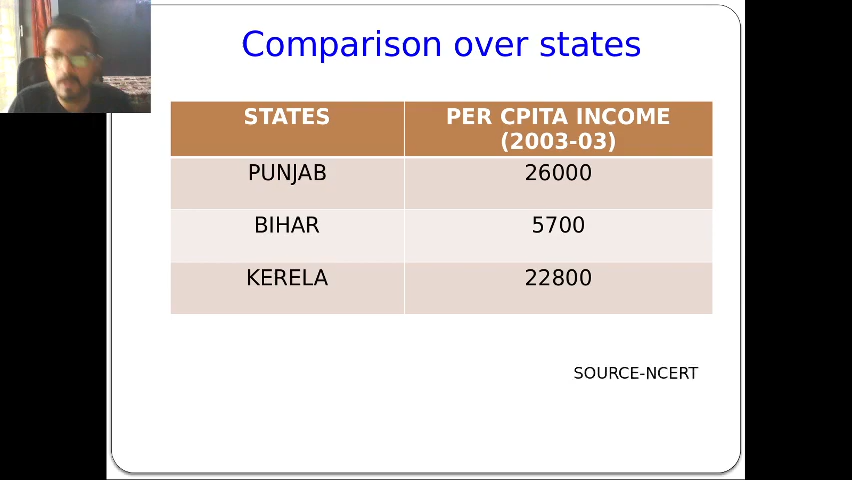 Comparison over states
STATES
PER CPITA INCOME
(2003-03)
PUNJAB
26000
BIHAR
5700
KERELA
22800
SOURCE-NCERT